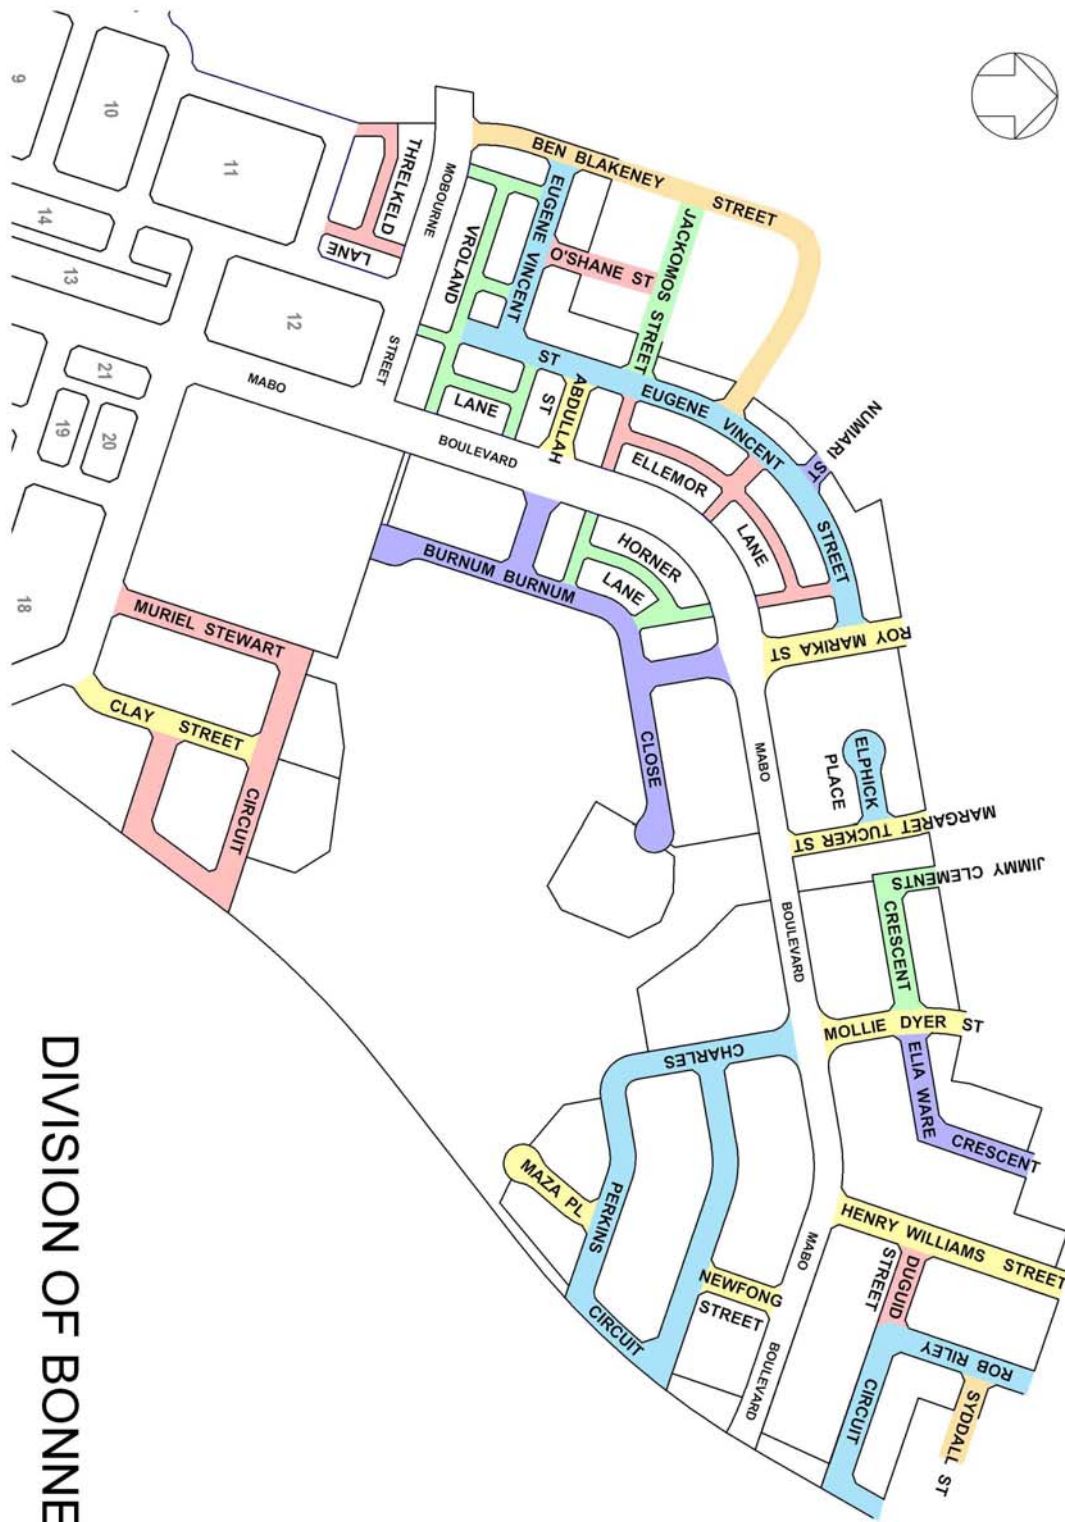 9
10
11
14
13
12
21
19
20
18
THRELKELD
LANE
MOBOURNE
STREET
BEN BLAKENEY STREET
VROLAND
LANE
EUGENE VINCENT
ST
O'SHANE ST
JACKOMOS STREET
ABDULLAH
ST
EUGENE VINCENT STREET
NUMIARI
ST
ELLEMOR
LANE
MABO
BOULEVARD
HORNER
LANE
BURNUM BURNUM
CLOSE
MURIEL STEWART
CIRCUIT
CLAY STREET
ROY MARIKA ST
MABO
BOULEVARD
ELPHICK
PLACE
MARGARET TUCKER ST
JIMMY CLEMENTS
CRESCENT
MOLLIE DYER ST
ELIA WARE
CRESCENT
CHARLES
PERKINS
CIRCUIT
MAZA PL
NEWFONG
STREET
MABO
BOULEVARD
HENRY WILLIAMS STREET
DUGUID
STREET
ROB RILEY
CIRCUIT
SYDDALL ST
DIVISION OF BONNE